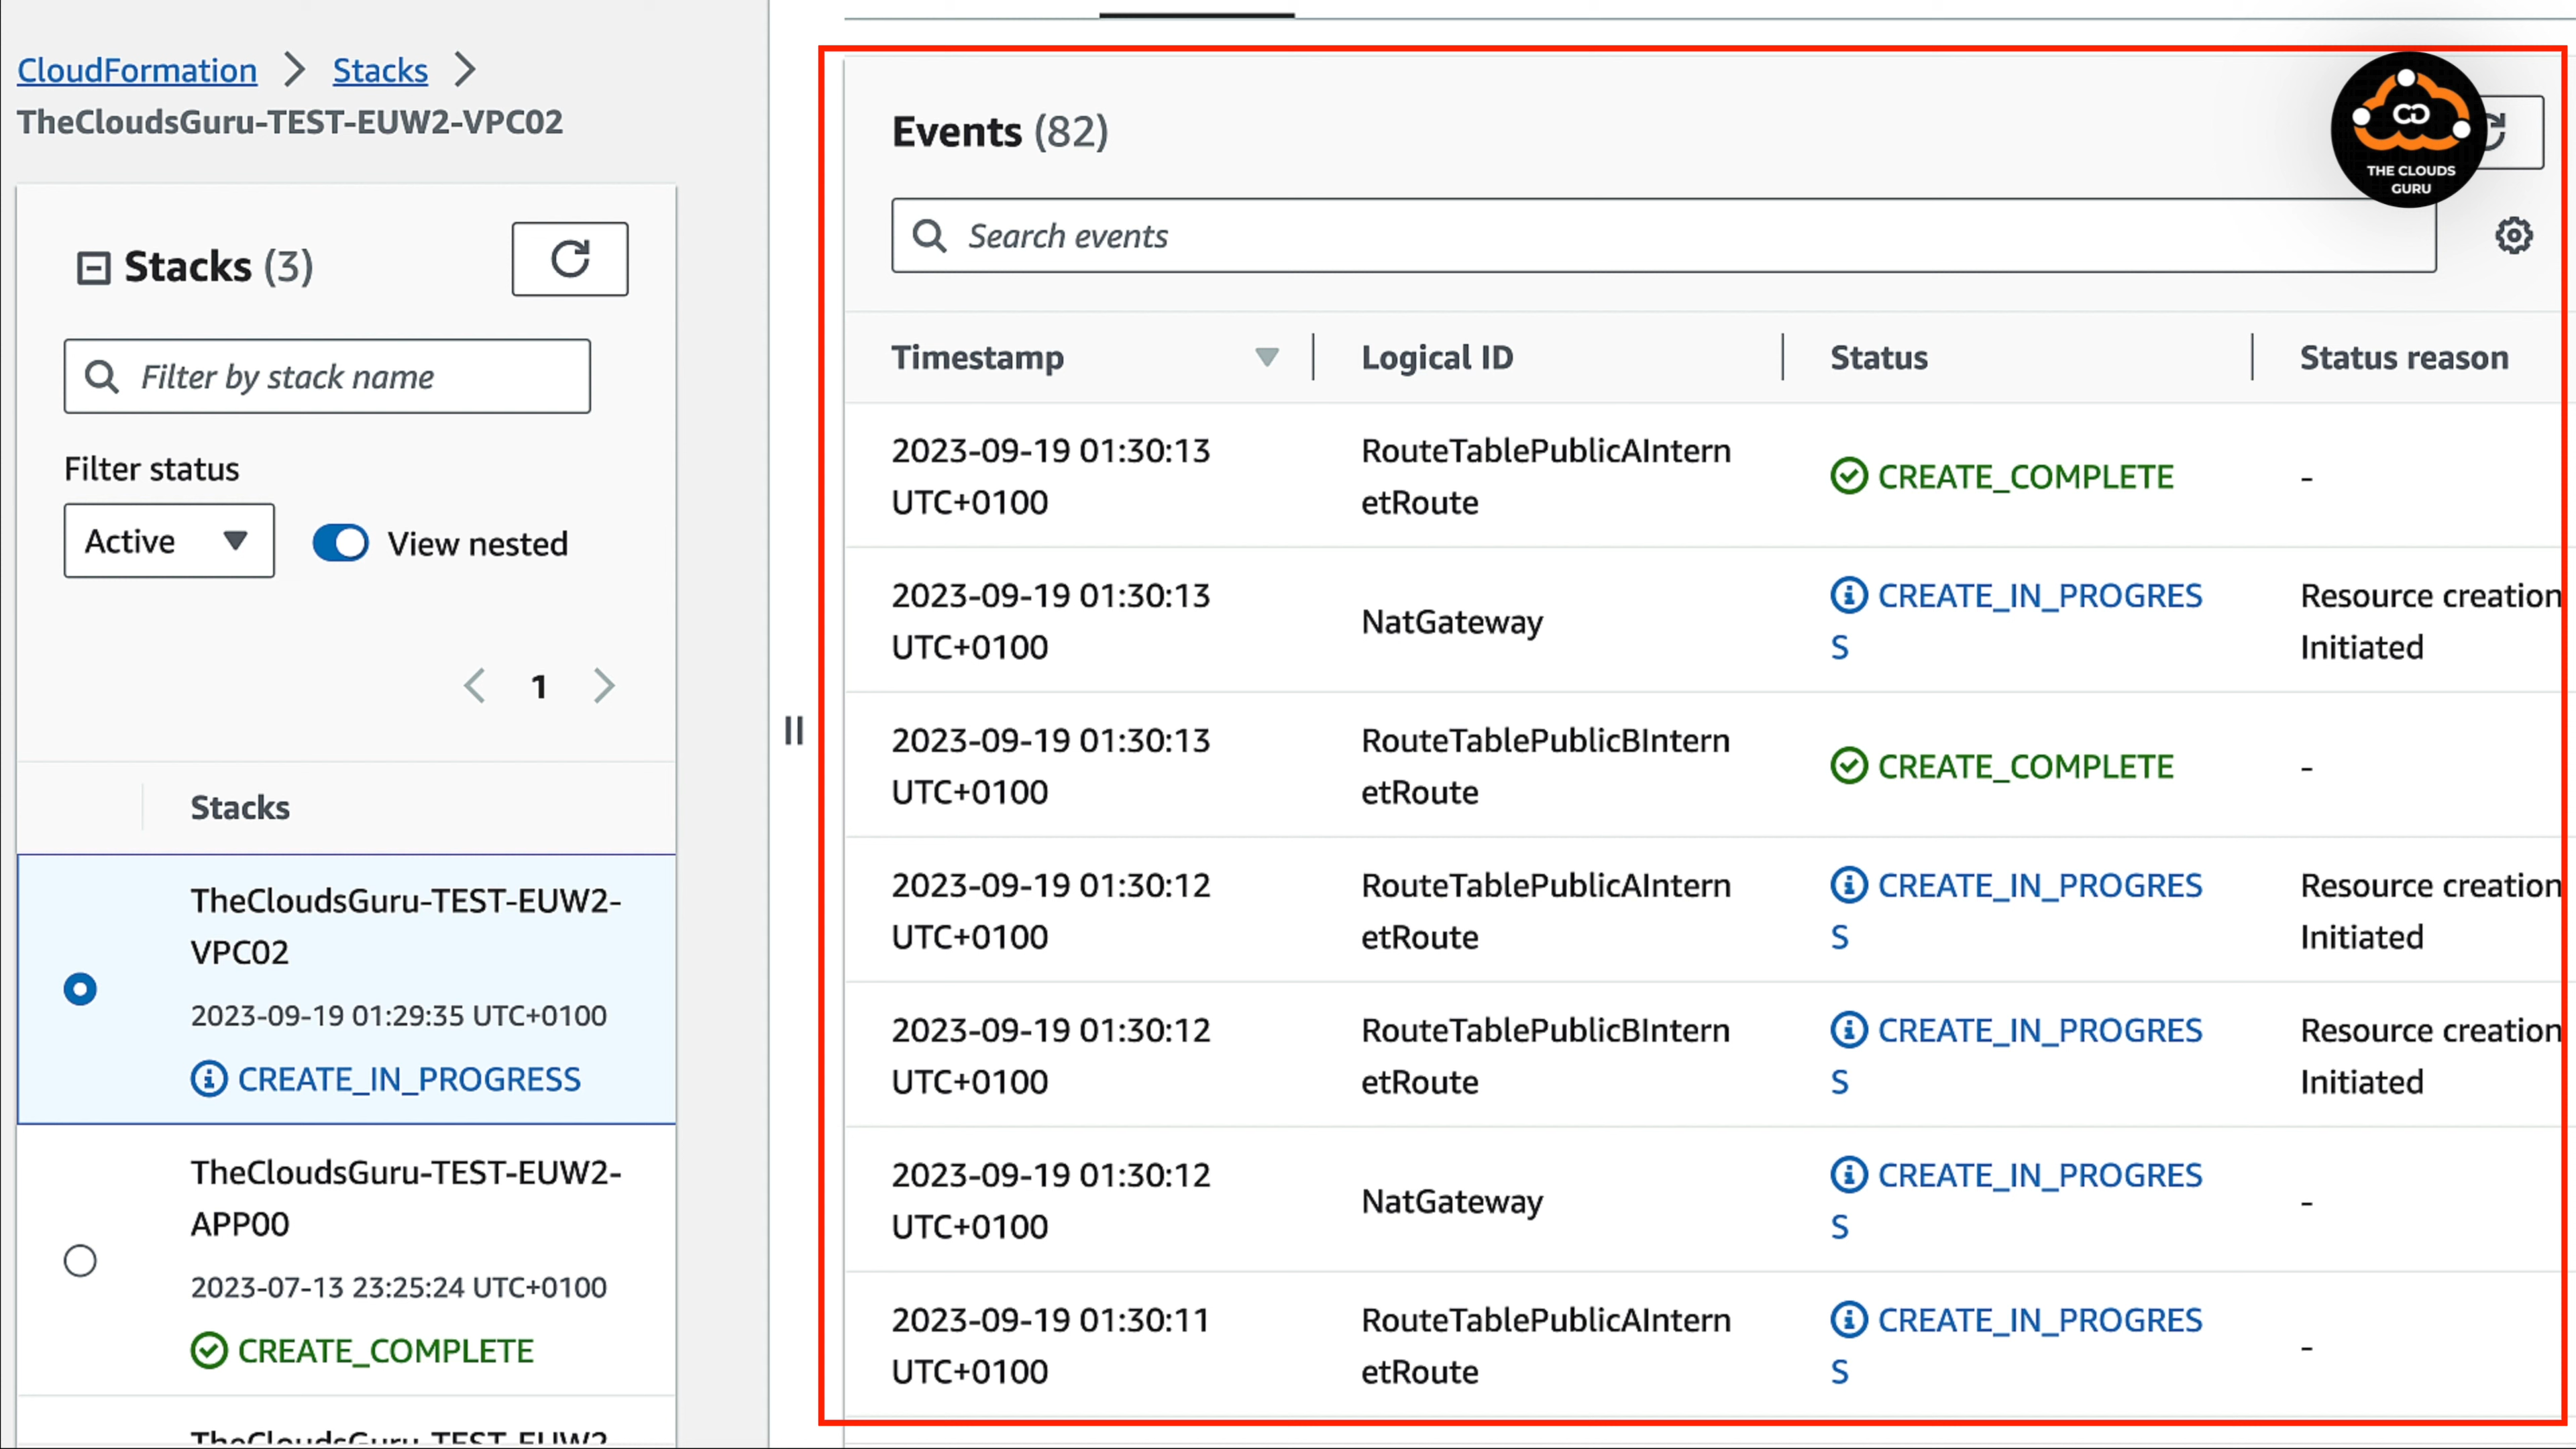 CloudFormation > Stacks >
TheCloudsGuru-TEST-EUW2-VPC02
Stacks (3)
Filter by stack name
Filter status
Active
View nested
1
Stacks
TheCloudsGuru-TEST-EUW2-
VPC02
2023-09-19 01:29:35 UTC+0100
CREATE_IN_PROGRESS
TheCloudsGuru-TEST-EUW2-
APP00
2023-07-13 23:25:24 UTC+0100
CREATE_COMPLETE
TheCloudsGuru-TEST-EUW2
Events (82)
THE CLOUDS
GURU
Search events
Timestamp Logical ID Status Status reason
2023-09-19 01:30:13
UTC+0100
RouteTablePublicAIntern
etRoute
CREATE_COMPLETE
-
2023-09-19 01:30:13
UTC+0100
NatGateway
CREATE_IN_PROGRES
S
Resource creation
Initiated
2023-09-19 01:30:13
UTC+0100
RouteTablePublicBIntern
etRoute
CREATE_COMPLETE
-
2023-09-19 01:30:12
UTC+0100
RouteTablePublicAIntern
etRoute
CREATE_IN_PROGRES
S
Resource creation
Initiated
2023-09-19 01:30:12
UTC+0100
RouteTablePublicBIntern
etRoute
CREATE_IN_PROGRES
S
Resource creation
Initiated
2023-09-19 01:30:12
UTC+0100
NatGateway
CREATE_IN_PROGRES
S
-
2023-09-19 01:30:11
UTC+0100
RouteTablePublicAIntern
etRoute
CREATE_IN_PROGRES
S
-